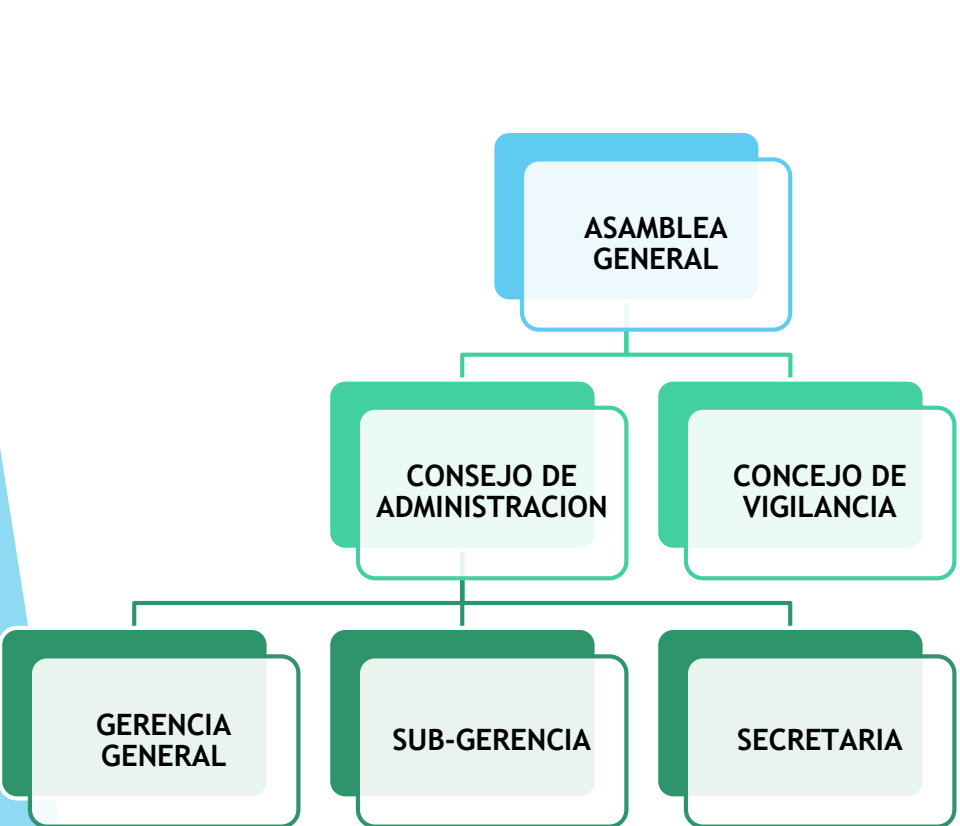 ASAMBLEA
GENERAL
CONSEJO DE
ADMINISTRACION
CONCEJO DE
VIGILANCIA
GERENCIA
GENERAL
SUB-GERENCIA
SECRETARIA